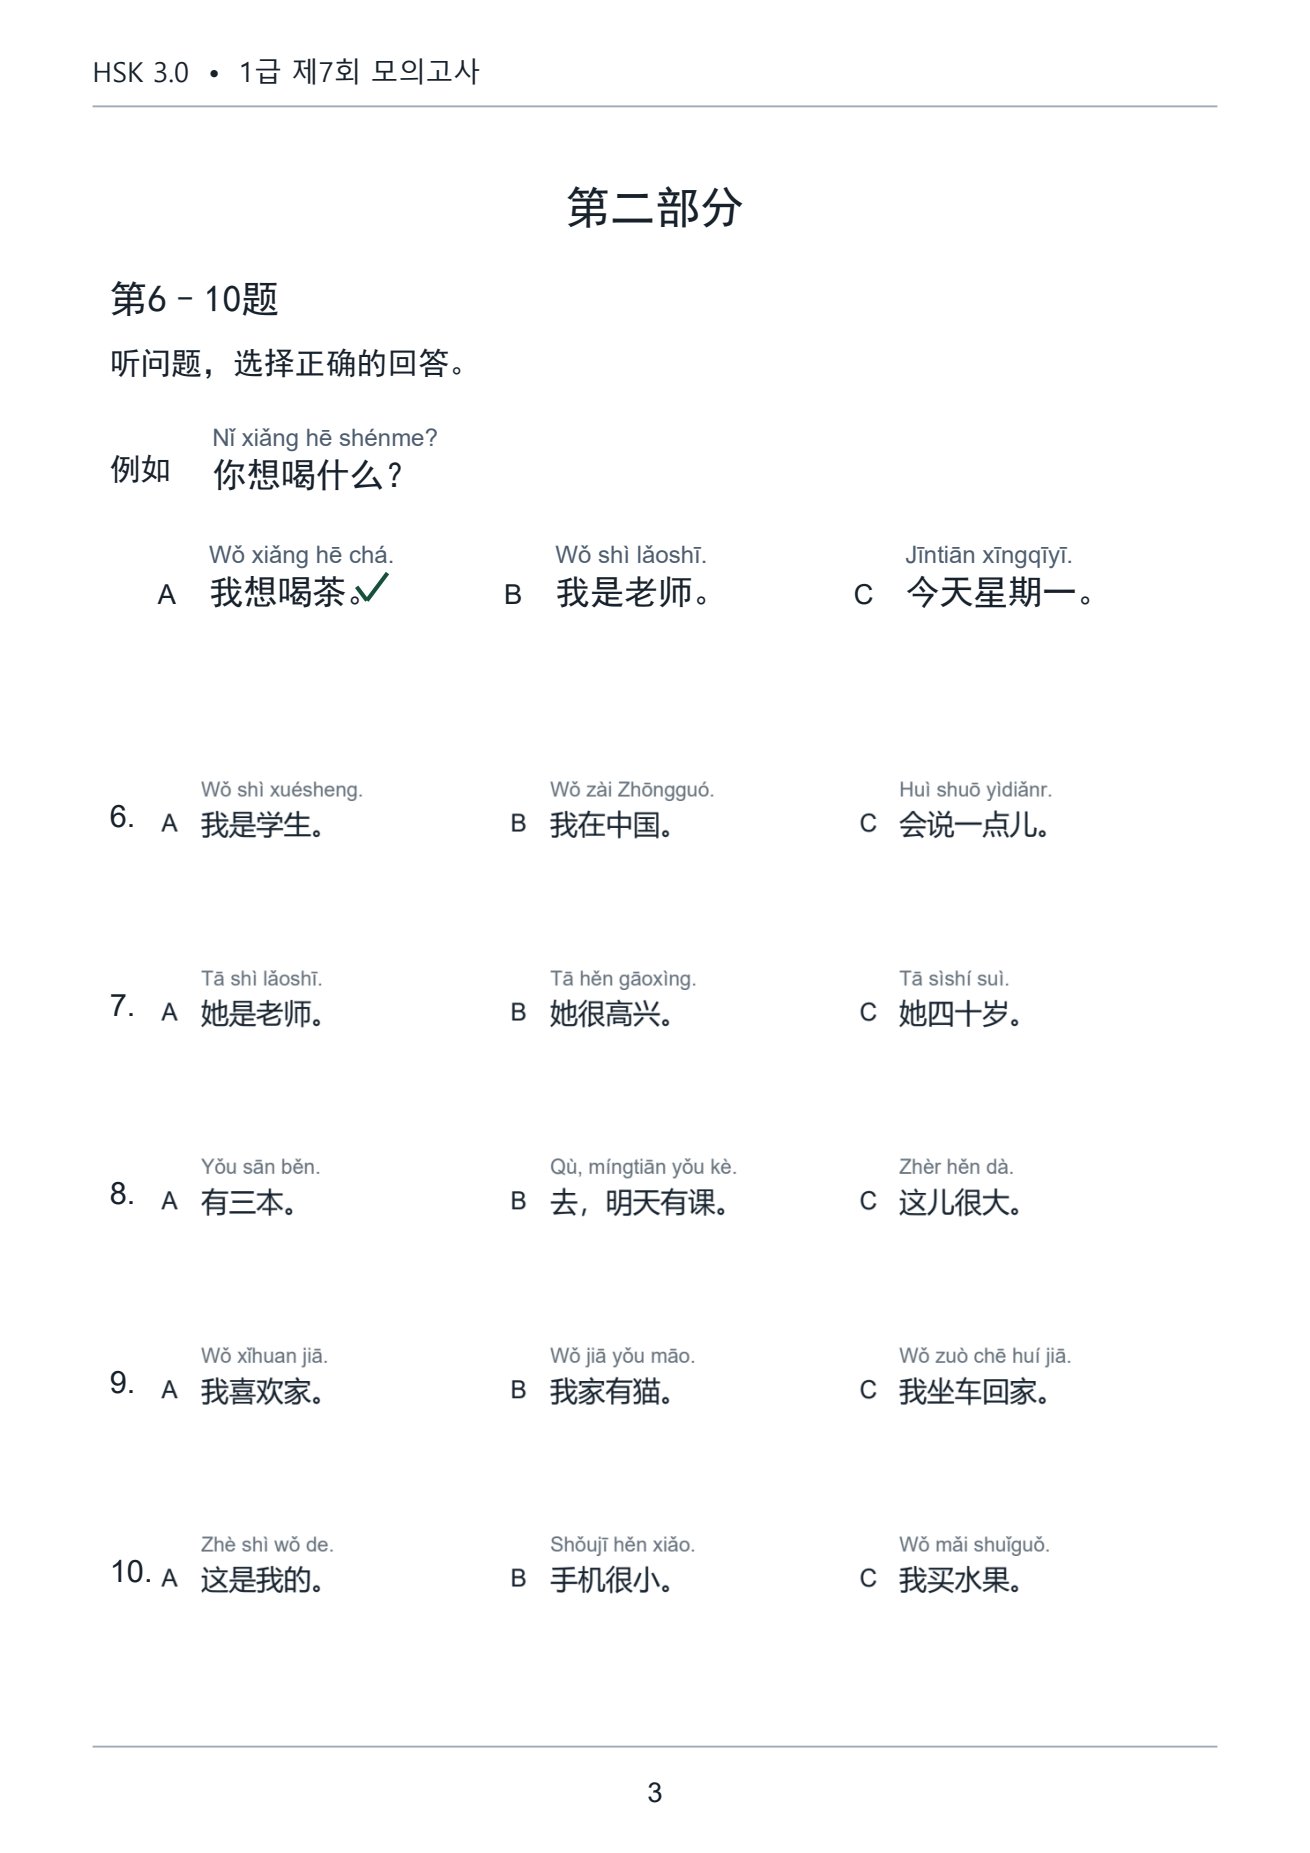 HSK 3.0 • 1급 제7회 모의고사
第二部分
第6－10题
听问题，选择正确的回答。
Nǐ xiǎng hē shénme?
例如 你想喝什么？
Wǒ xiǎng hē chá. Wǒ shì lǎoshī. Jīntiān xīngqīyī.
A 我想喝茶。✓ B 我是老师。 C 今天星期一。
Wǒ shì xuésheng. Wǒ zài Zhōngguó. Huì shuō yìdiǎnr.
6. A 我是学生。 B 我在中国。 C 会说一点儿。
Tā shì lǎoshī. Tā hěn gāoxìng. Tā sìshí suì.
7. A 她是老师。 B 她很高兴。 C 她四十岁。
Yǒu sān běn. Qù, míngtiān yǒu kè. Zhèr hěn dà.
8. A 有三本。 B 去，明天有课。 C 这儿很大。
Wǒ xǐhuan jiā. Wǒ jiā yǒu māo. Wǒ zuò chē huí jiā.
9. A 我喜欢家。 B 我家有猫。 C 我坐车回家。
Zhè shì wǒ de. Shǒujī hěn xiǎo. Wǒ mǎi shuǐguǒ.
10. A 这是我的。 B 手机很小。 C 我买水果。
3